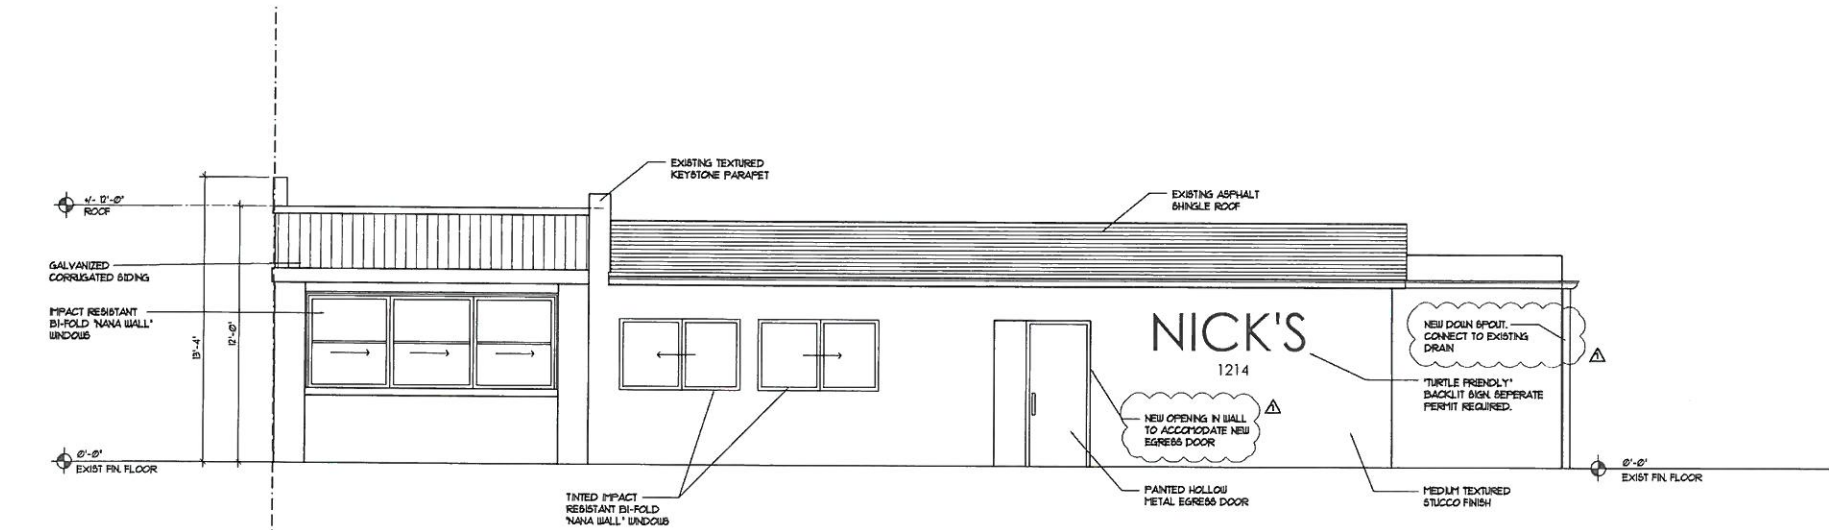 EXISTING TEXTURED
KEYSTONE PARAPET
EXISTING ASPHALT
SHINGLE ROOF
+/- 12'-0"
ROOF
GALVANIZED
CORRUGATED SIDING
IMPACT RESISTANT
BI-FOLD "NANA WALL"
WINDOWS
13'-4"
12'-0"
NICK'S
1214
NEW DOWN SPOUT.
CONNECT TO EXISTING
DRAIN
1
"TURTLE FRIENDLY"
BACKLIT SIGN. SEPERATE
PERMIT REQUIRED.
NEW OPENING IN WALL
TO ACCOMODATE NEW
EGRESS DOOR
1
0'-0"
EXIST FIN. FLOOR
0'-0"
EXIST FIN. FLOOR
TINTED IMPACT
RESISTANT BI-FOLD
"NANA WALL" WINDOWS
PAINTED HOLLOW
METAL EGRESS DOOR
MEDIUM TEXTURED
STUCCO FINISH